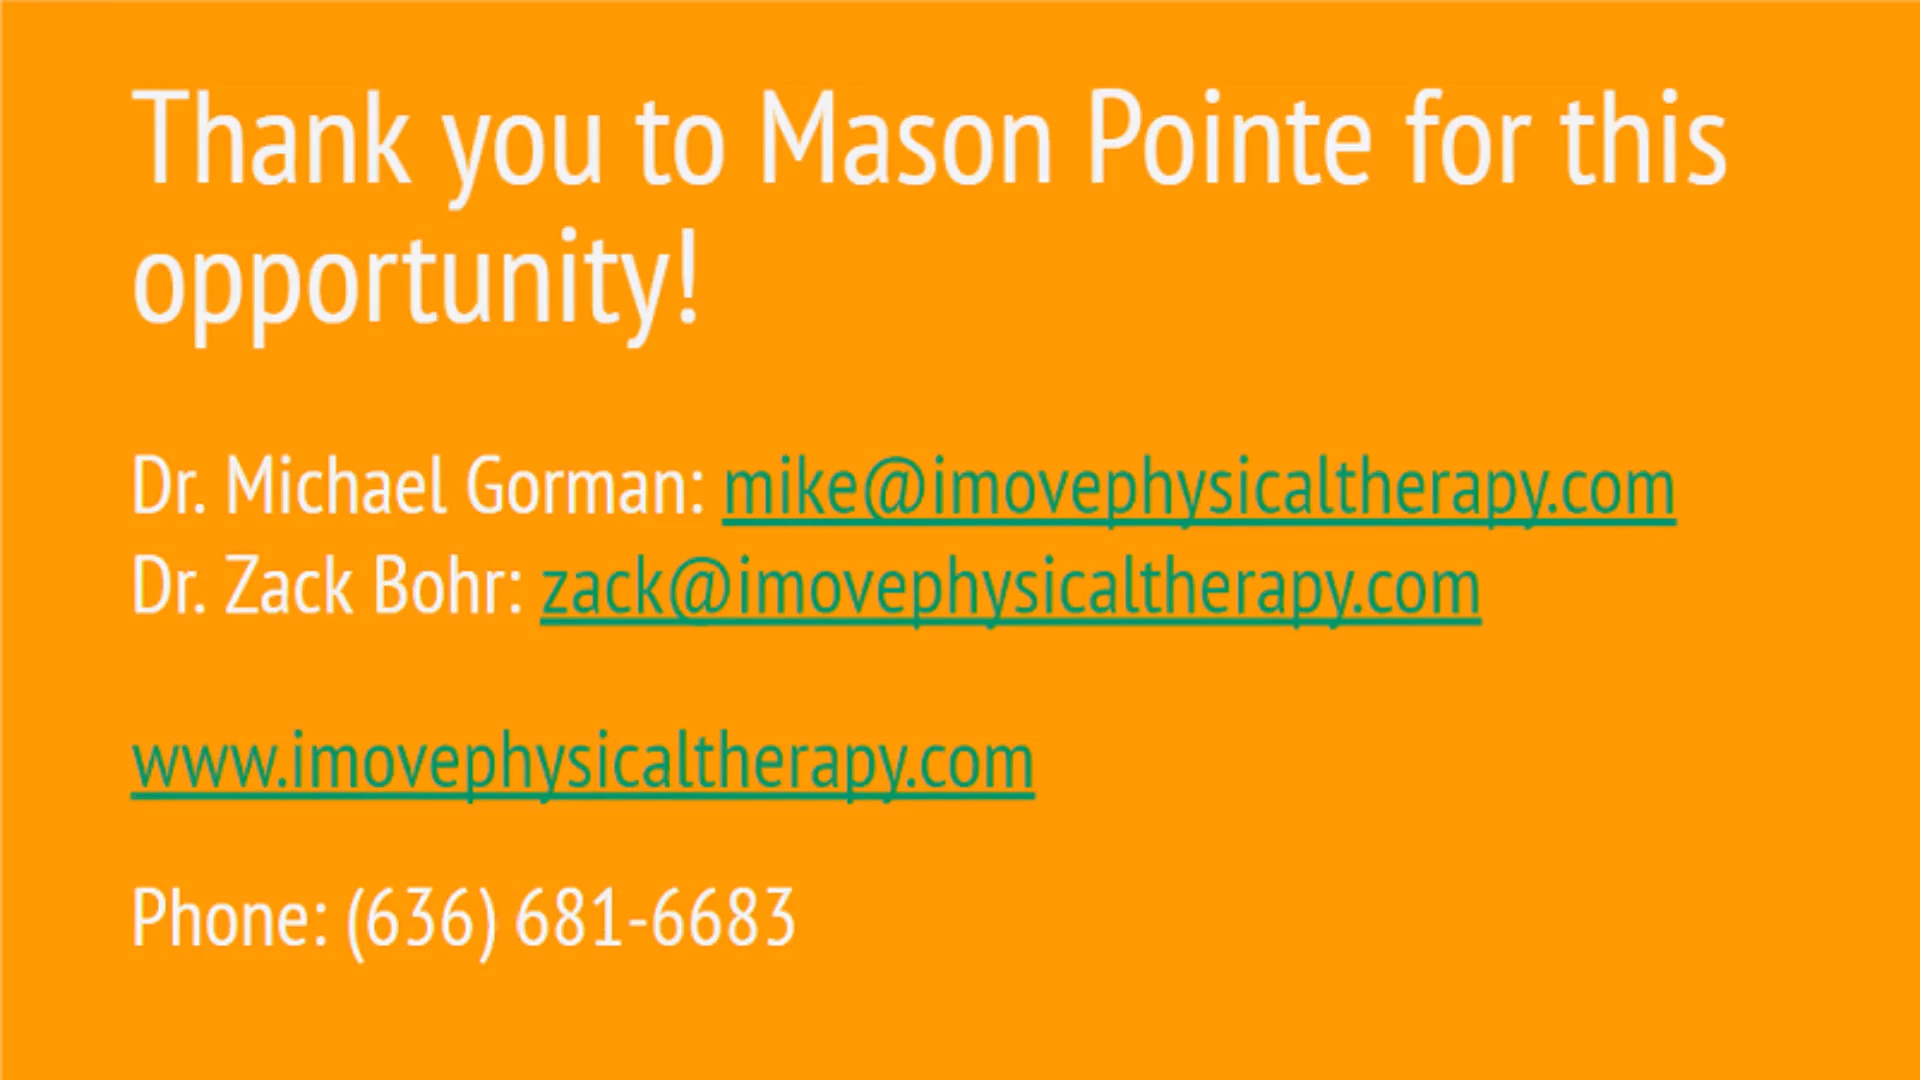 Thank you to Mason Pointe for this
opportunity!
Dr. Michael Gorman: mike@imovephysicaltherapy.com
Dr. Zack Bohr: zack@imovephysicaltherapy.com
www.imovephysicaltherapy.com
Phone: (636) 681-6683